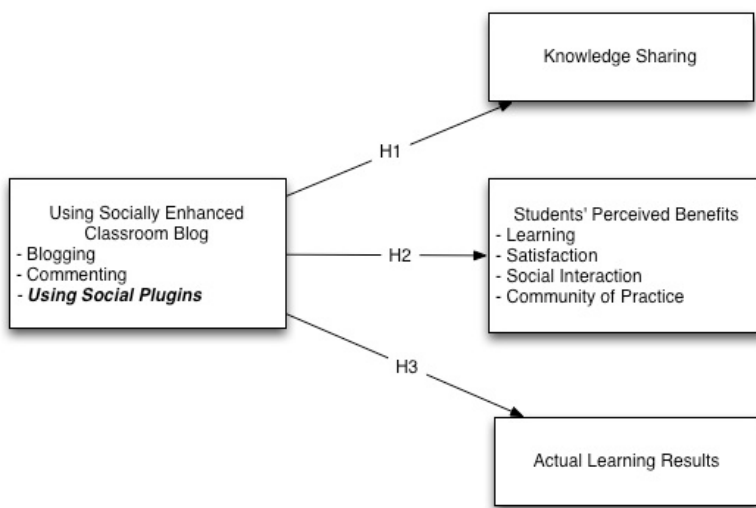 Knowledge Sharing
H1
Using Socially Enhanced
Classroom Blog
- Blogging
- Commenting
- Using Social Plugins
H2
Students' Perceived Benefits
- Learning
- Satisfaction
- Social Interaction
- Community of Practice
H3
Actual Learning Results